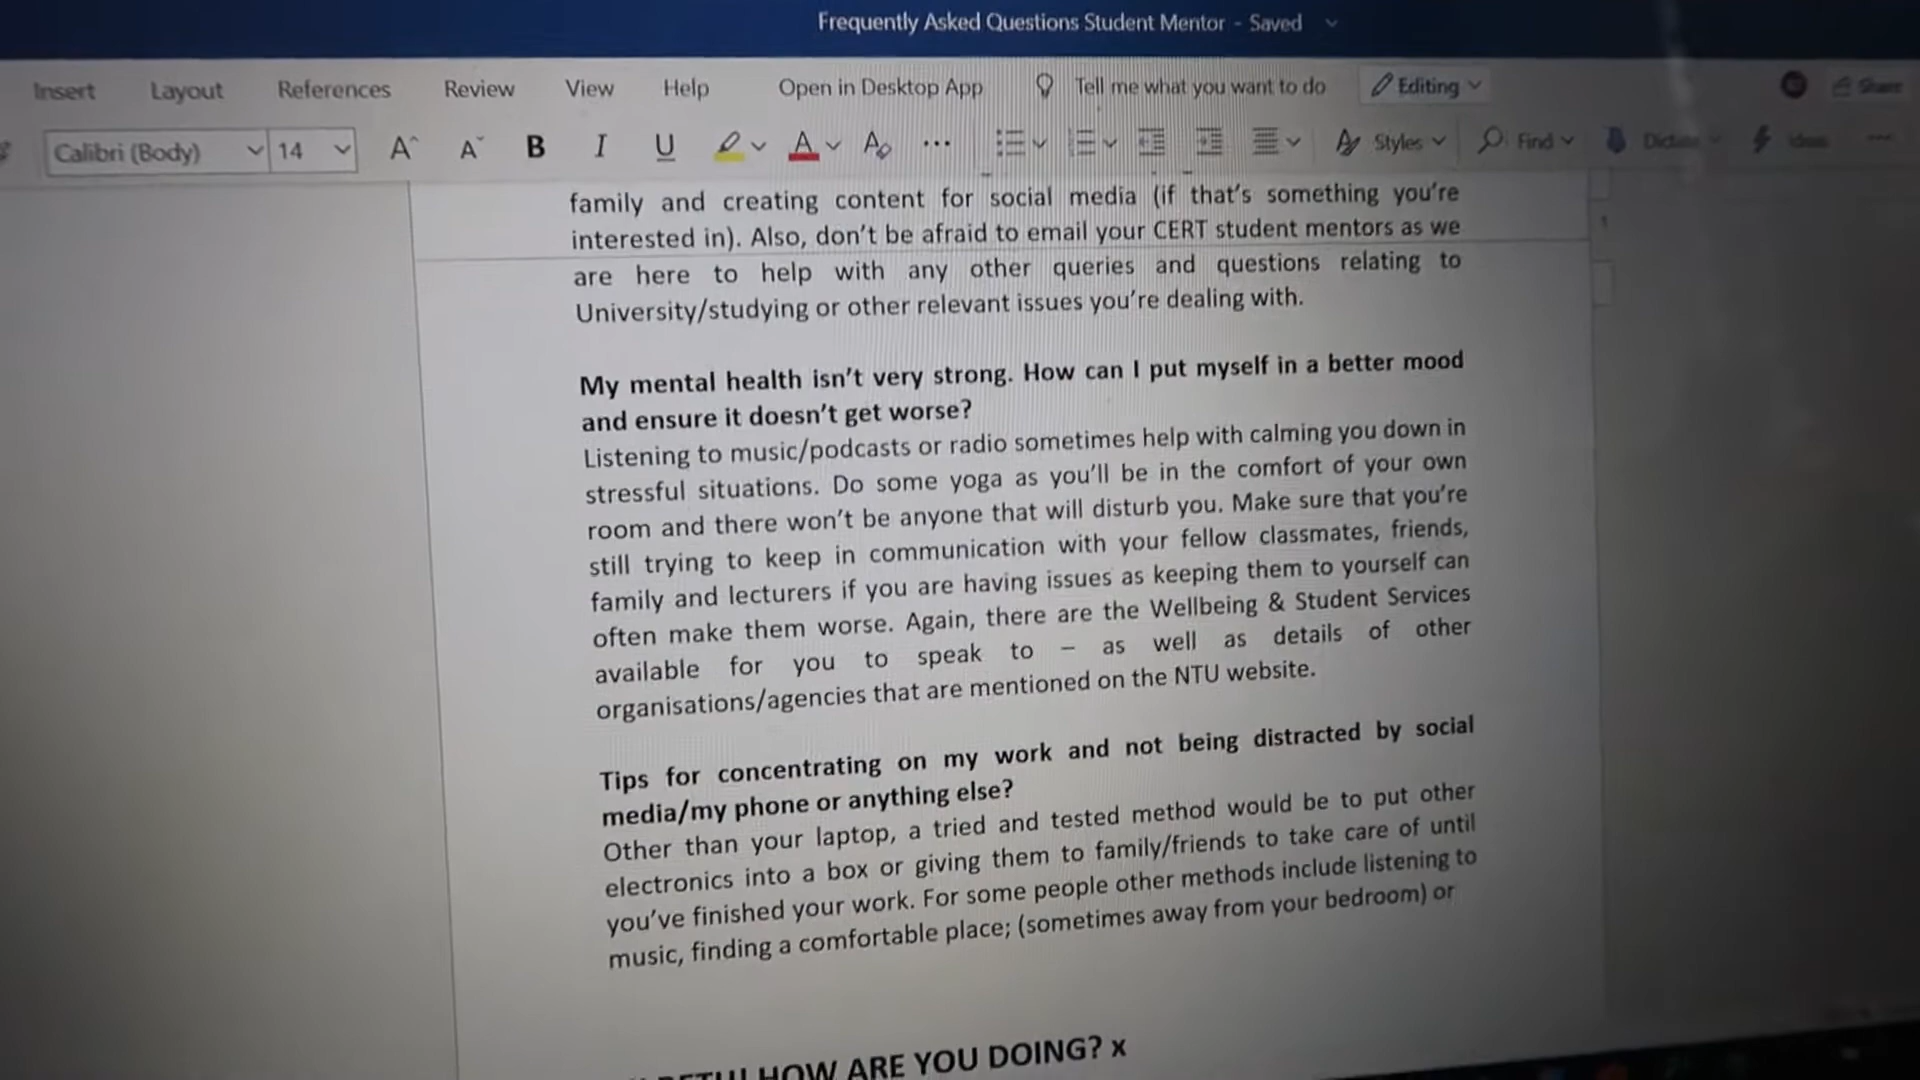 Frequently Asked Questions Student Mentor - Saved
Insert Layout References Review View Help Open in Desktop App Tell me what you want to do Editing Share
Calibri (Body) 14 A A B I U A A Styles Find Dictate Ideas
family and creating content for social media (if that's something you're
interested in). Also, don't be afraid to email your CERT student mentors as we
are here to help with any other queries and questions relating to
University/studying or other relevant issues you're dealing with.
My mental health isn't very strong. How can I put myself in a better mood
and ensure it doesn't get worse?
Listening to music/podcasts or radio sometimes help with calming you down in
stressful situations. Do some yoga as you'll be in the comfort of your own
room and there won't be anyone that will disturb you. Make sure that you're
still trying to keep in communication with your fellow classmates, friends,
family and lecturers if you are having issues as keeping them to yourself can
often make them worse. Again, there are the Wellbeing & Student Services
available for you to speak to – as well as details of other
organisations/agencies that are mentioned on the NTU website.
Tips for concentrating on my work and not being distracted by social
media/my phone or anything else?
Other than your laptop, a tried and tested method would be to put other
electronics into a box or giving them to family/friends to take care of until
you've finished your work. For some people other methods include listening to
music, finding a comfortable place; (sometimes away from your bedroom) or
HOW ARE YOU DOING? x